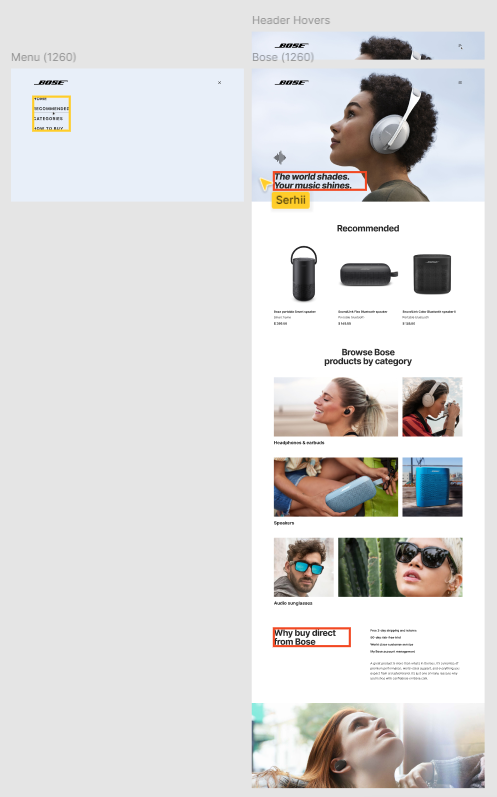 Header Hovers
Menu (1260)
BOSE
HOME
RECOMMENDED
CATEGORIES
HOW TO BUY
BOSE
Bose (1260)
BOSE
The world shades.
Your music shines.
Serhii
Recommended
Bose portable Smart speaker
SoundLink Flex Bluetooth speaker
SoundLink Color Bluetooth speaker II
Portable bluetooth
Portable bluetooth
$ 399.00
$ 149.00
$ 129.00
Browse Bose
products by category
Headphones & earbuds
Speakers
Audio sunglasses
Why buy direct
from Bose
Free 2-day shipping and returns
90-day risk-free trial
World class customer service
My Bose account management